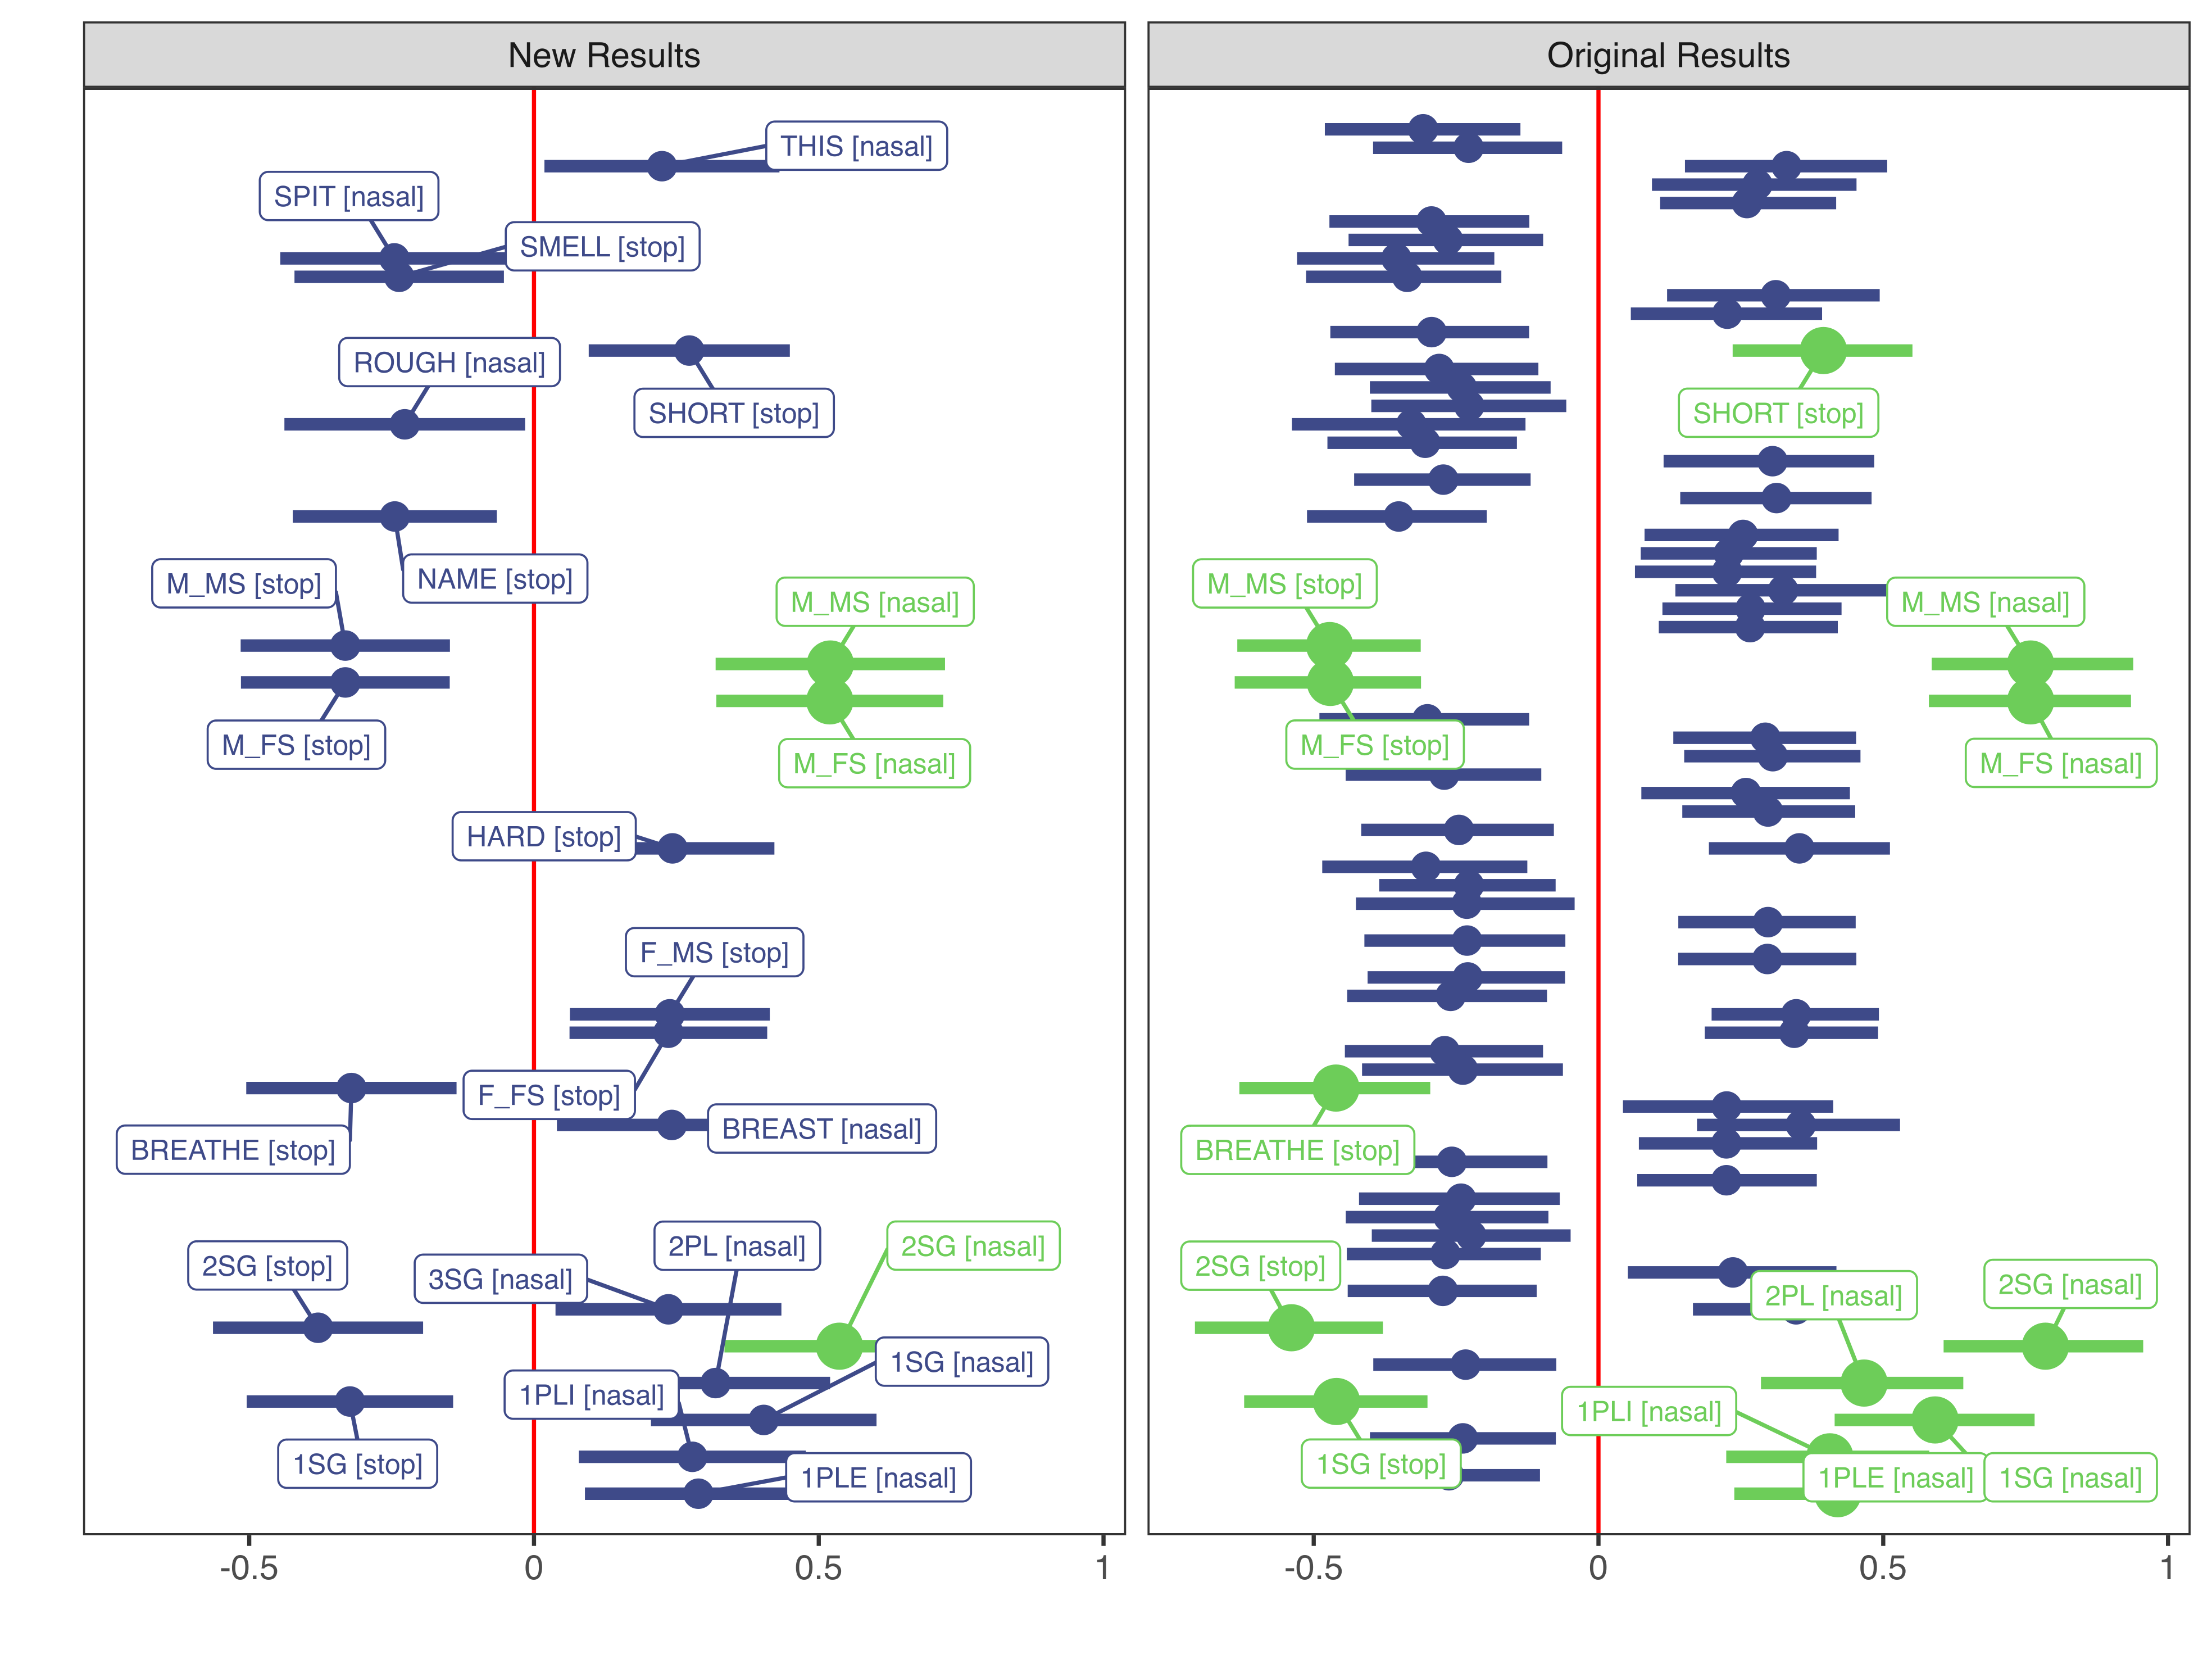 New Results
THIS [nasal]
SPIT [nasal]
SMELL [stop]
ROUGH [nasal]
SHORT [stop]
NAME [stop]
M_MS [stop]
M_MS [nasal]
M_FS [stop]
M_FS [nasal]
HARD [stop]
F_MS [stop]
F_FS [stop]
BREAST [nasal]
BREATHE [stop]
2PL [nasal]
2SG [nasal]
2SG [stop]
3SG [nasal]
1SG [nasal]
1PLI [nasal]
1SG [stop]
1PLE [nasal]
-0.5 0 0.5 1
Original Results
SHORT [stop]
M_MS [stop]
M_MS [nasal]
M_FS [stop]
M_FS [nasal]
BREATHE [stop]
2SG [stop]
2SG [nasal]
2PL [nasal]
1PLI [nasal]
1SG [stop]
1PLE [nasal]
1SG [nasal]
-0.5 0 0.5 1